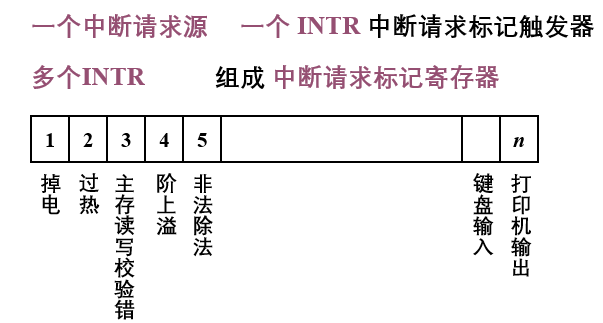 一个中断请求源 一个 INTR 中断请求标记触发器
多个INTR 组成 中断请求标记寄存器
1 2 3 4 5 n
掉电
过热
主存读写校验错
阶上溢
非法除法
键盘输入
打印机输出